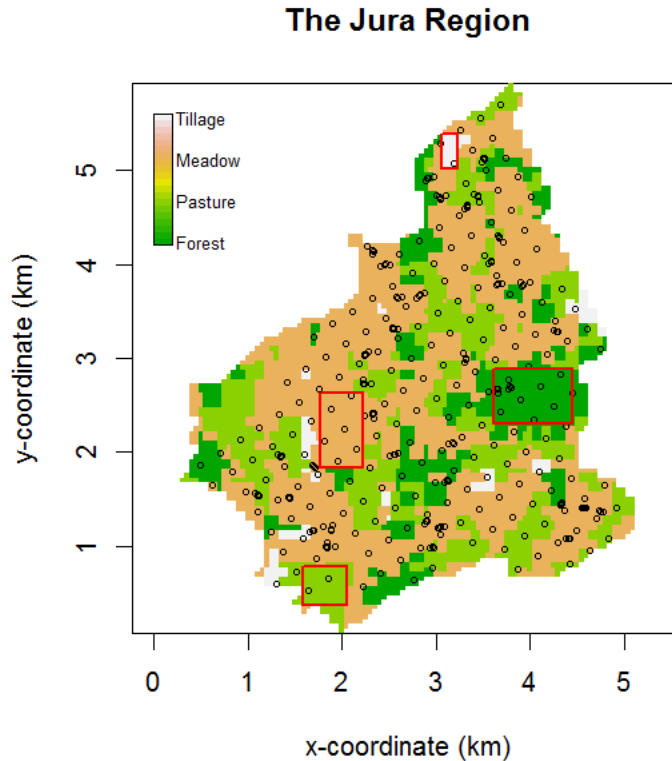 The Jura Region
Tillage
Meadow
Pasture
Forest
y-coordinate (km)
5
4
3
2
1
0 1 2 3 4 5
x-coordinate (km)